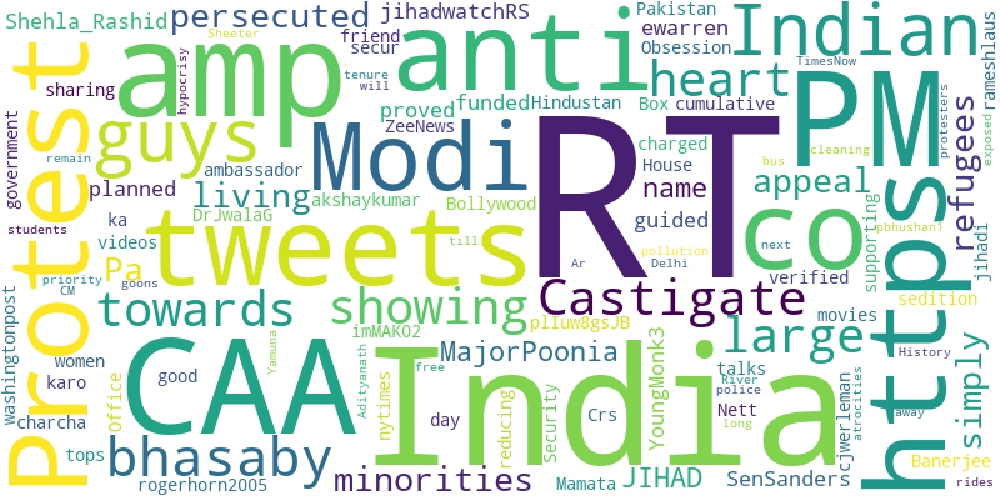 Shehla_Rashid
persecuted
jihadwatchRS
Pakistan
ewarren
Indian
rameshlaus
Sheeter
friend
Obsession
TimesNow
hypocrisy
amp
secur
anti
heart
PM
protesters
exposed
sharing
tenure
will
proved
funded
Hindustan
Box
cumulative
Protest
guys
ZeeNews
RT
charged
bus
cleaning
refugees
government
remain
ambassador
Modi
House
planned
living
akshaykumar
Bollywood
name
appeal
co
https
supporting
pbhushan1
jihadi
students
ka
DrJwalaG
guided
videos
tweets
till
pollution
next
Pa
goons
Ar
Delhi
verified
sedition
priority
CM
towards
showing
Castigate
movies
washingtonpost
imMAKO2
plIuw8gsJB
large
simply
women
CAA
Yamuna
Adityanath
free
India
MajorPoonia
YoungMonk3
talks
History
karo
good
nytimes
River
police
cjwerleman
atrocities
away
Office
day
reducing
Security
Crs
Nett
long
charcha
tops
bhasaby
Banerjee
rogerhorn2005
minorities
Mamata
JIHAD
SenSanders
rides